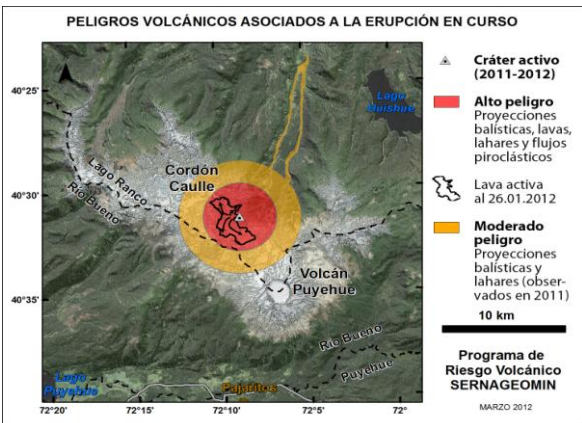 PELIGROS VOLCÁNICOS ASOCIADOS A LA ERUPCIÓN EN CURSO
40°25'
40°30'
40°35'
Lago
Huishue
Cordón
Caulle
Lago Ranco
Río Bueno
Volcán
Puyehue
Río Bueno
Puyehue
Lago
Puyehue
Pajaritos
72°20'
72°15'
72°10'
72°5'
72°
Cráter activo
(2011-2012)
Alto peligro
Proyecciones
balísticas, lavas,
lahares y flujos
piroclásticos
Lava activa
al 26.01.2012
Moderado
peligro
Proyecciones
balísticas y
lahares (obser-
vados en 2011)
10 km
Programa de
Riesgo Volcánico
SERNAGEOMIN
MARZO 2012